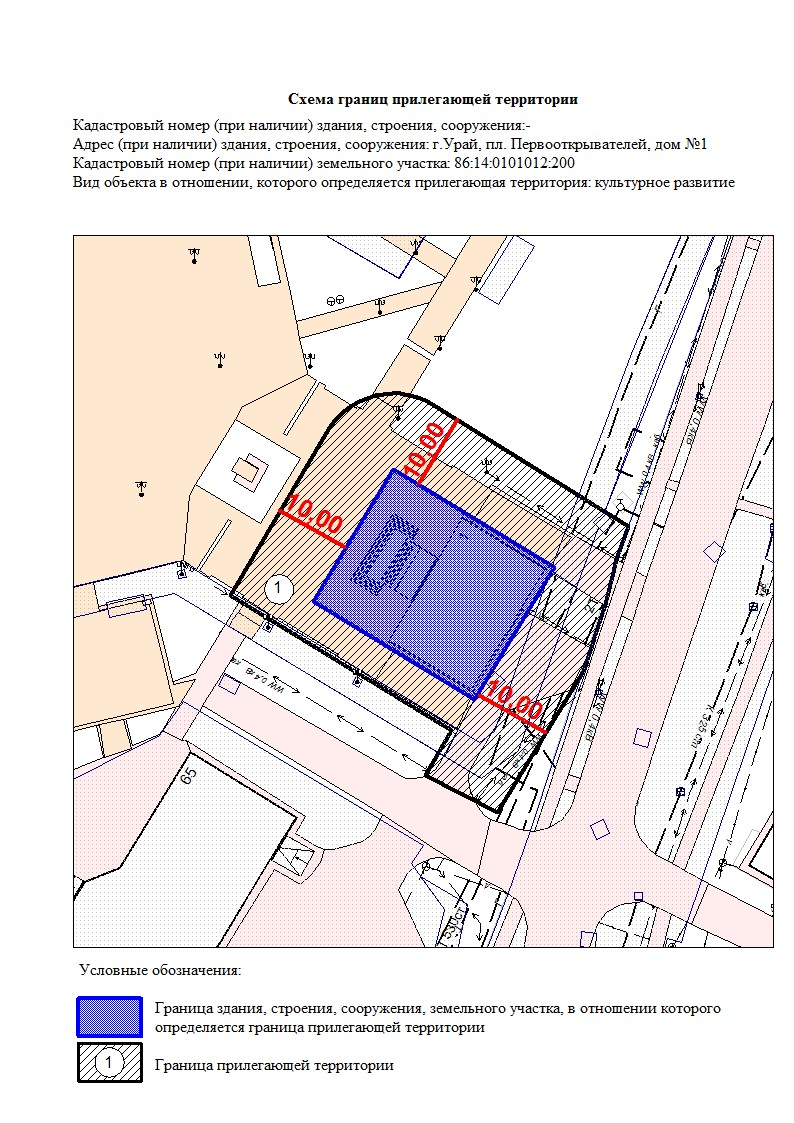 Схема границ прилегающей территории
Кадастровый номер (при наличии) здания, строения, сооружения:-
Адрес (при наличии) здания, строения, сооружения: г.Урай, пл. Первооткрывателей, дом №1
Кадастровый номер (при наличии) земельного участка: 86:14:0101012:200
Вид объекта в отношении, которого определяется прилегающая территория: культурное развитие
10,00
10,00
1
10,00
65
Условные обозначения:
Граница здания, строения, сооружения, земельного участка, в отношении которого
определяется граница прилегающей территории
1
Граница прилегающей территории